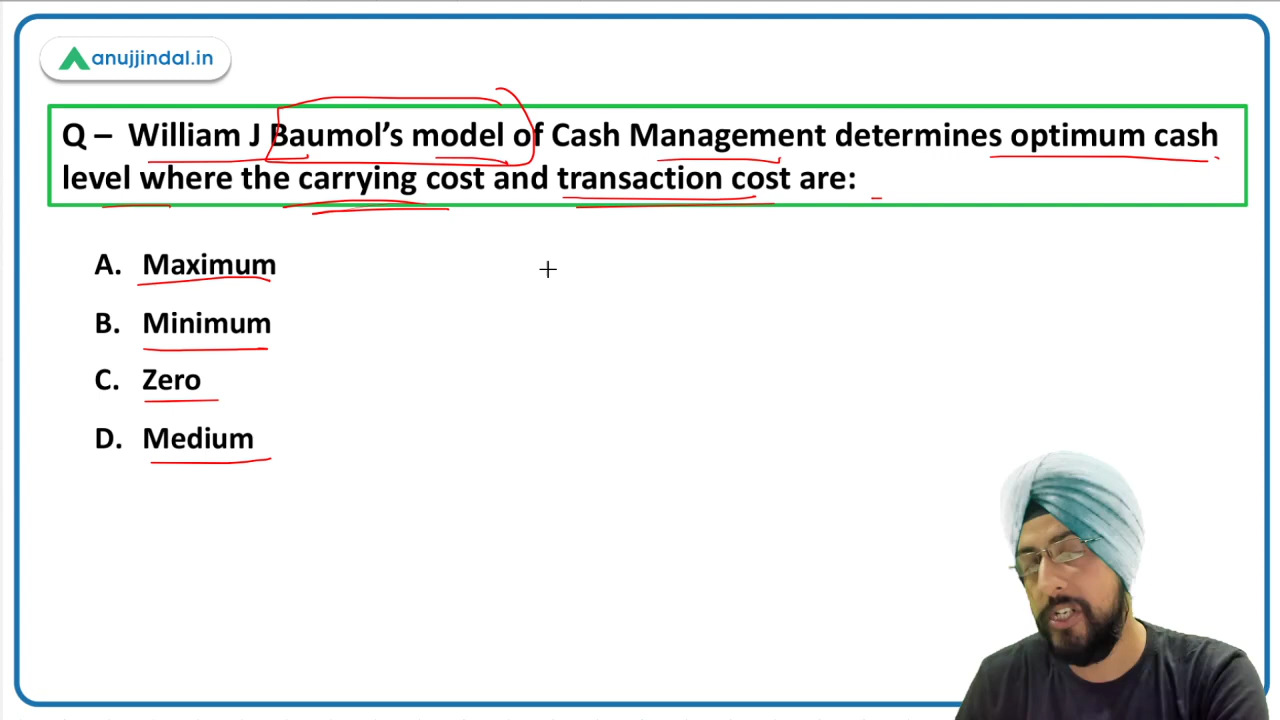 anujjindal.in
Q – William J Baumol’s model of Cash Management determines optimum cash
level where the carrying cost and transaction cost are:
A. Maximum
B. Minimum
C. Zero
D. Medium